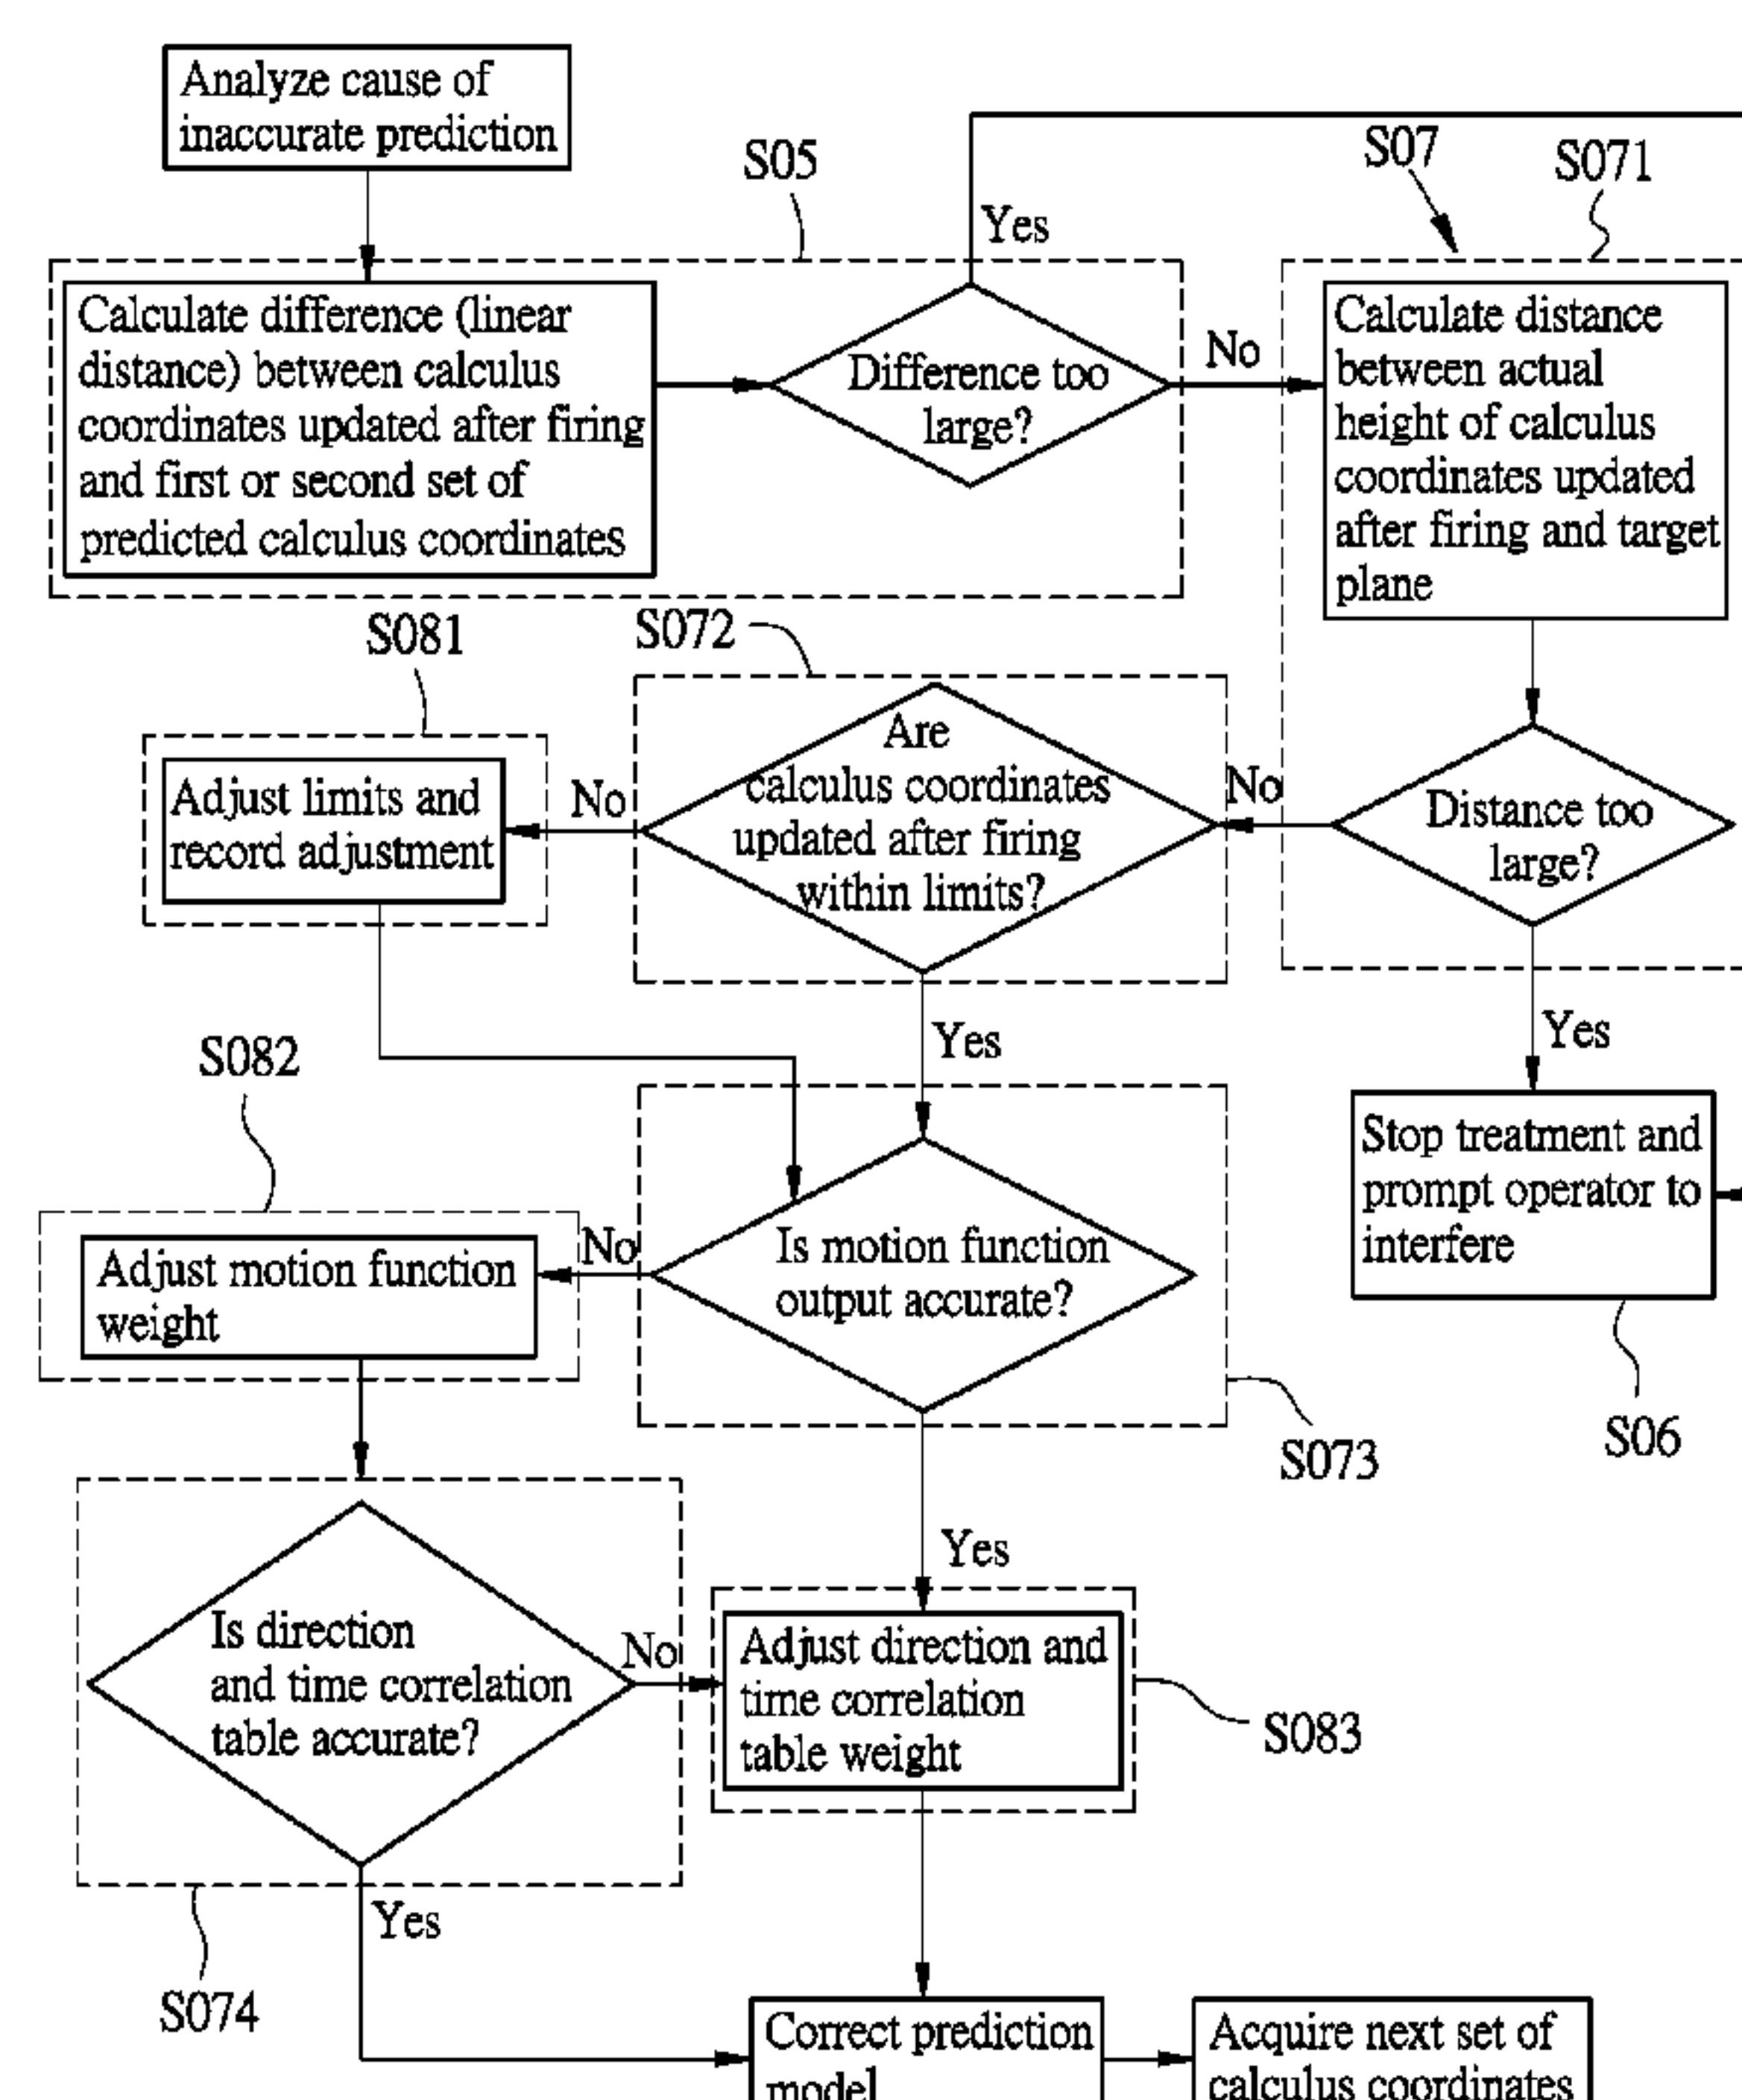 Analyze cause of
inaccurate prediction
S05
Yes
S07
S071
Calculate difference (linear
distance) between calculus
coordinates updated after firing
and first or second set of
predicted calculus coordinates
Difference too
large?
No
Calculate distance
between actual
height of calculus
coordinates updated
after firing and target
plane
S081
S072
Adjust limits and
record adjustment
No
Are
calculus coordinates
updated after firing
within limits?
No
Distance too
large?
Yes
Yes
S082
Stop treatment and
prompt operator to
interfere
Adjust motion function
weight
No
Is motion function
output accurate?
S06
S073
Yes
Is direction
and time correlation
table accurate?
No
Adjust direction and
time correlation
table weight
S083
Yes
S074
Correct prediction
model
Acquire next set of
calculus coordinates